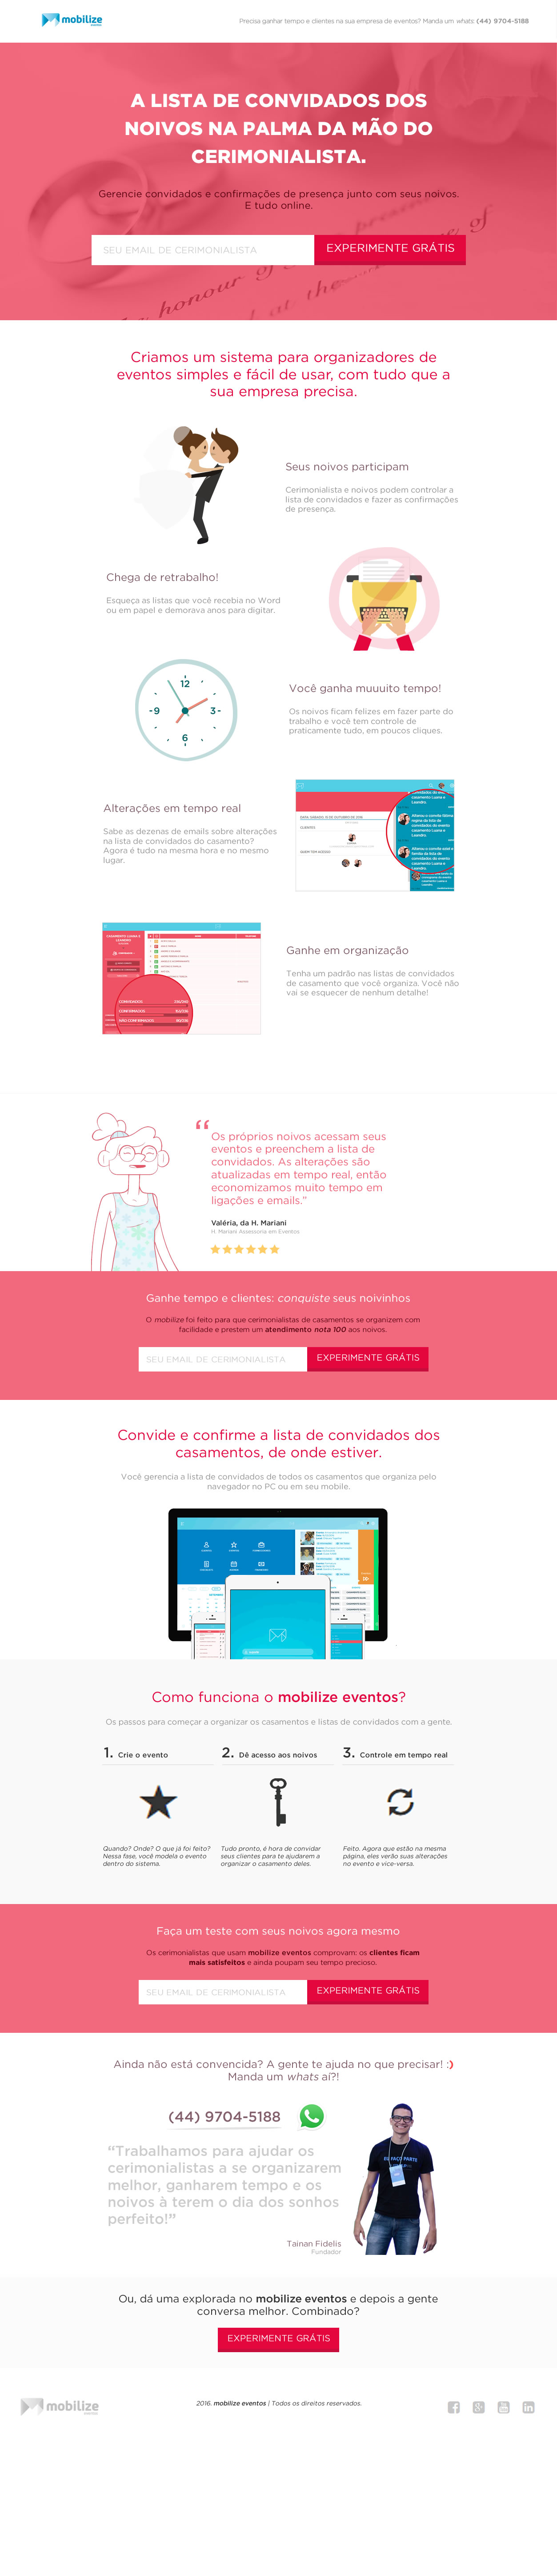 mobilize
Precisa ganhar tempo e clientes na sua empresa de eventos? Manda um whats: (44) 9704-5188
A LISTA DE CONVIDADOS DOS
NOIVOS NA PALMA DA MÃO DO
CERIMONIALISTA.
Gerencie convidados e confirmações de presença junto com seus noivos.
E tudo online.
SEU EMAIL DE CERIMONIALISTA
EXPERIMENTE GRÁTIS
honour of
at the
of
Criamos um sistema para organizadores de
eventos simples e fácil de usar, com tudo que a
sua empresa precisa.
Seus noivos participam
Cerimonialista e noivos podem controlar a
lista de convidados e fazer as confirmações
de presença.
Chega de retrabalho!
Esqueça as listas que você recebia no Word
ou em papel e demorava anos para digitar.
12
9
3
6
Você ganha muuuito tempo!
Os noivos ficam felizes em fazer parte do
trabalho e você tem controle de
praticamente tudo, em poucos cliques.
Alterações em tempo real
Sabe as dezenas de emails sobre alterações
na lista de convidados do casamento?
Agora é tudo na mesma hora e no mesmo
lugar.
CONVIDADOS
CONFIRMADOS
NÃO CONFIRMADOS
Ganhe em organização
Tenha um padrão nas listas de convidados
de casamento que você organiza. Você não
vai se esquecer de nenhum detalhe!
“Os próprios noivos acessam seus
eventos e preenchem a lista de
convidados. As alterações são
atualizadas em tempo real, então
economizamos muito tempo em
ligações e emails.”
Valéria, da H. Mariani
H. Mariani Assessoria em Eventos
Ganhe tempo e clientes: conquiste seus noivinhos
O mobilize foi feito para que cerimonialistas de casamentos se organizem com
facilidade e prestem um atendimento nota 100 aos noivos.
SEU EMAIL DE CERIMONIALISTA
EXPERIMENTE GRÁTIS
Convide e confirme a lista de convidados dos
casamentos, de onde estiver.
Você gerencia a lista de convidados de todos os casamentos que organiza pelo
navegador no PC ou em seu mobile.
Como funciona o mobilize eventos?
Os passos para começar a organizar os casamentos e listas de convidados com a gente.
1. Crie o evento
2. Dê acesso aos noivos
3. Controle em tempo real
Quando? Onde? O que já foi feito?
Nessa fase, você modela o evento
dentro do sistema.
Tudo pronto, é hora de convidar
seus clientes para te ajudarem a
organizar o casamento deles.
Feito. Agora que estão na mesma
página, eles verão suas alterações
no evento e vice-versa.
Faça um teste com seus noivos agora mesmo
Os cerimonialistas que usam mobilize eventos comprovam: os clientes ficam
mais satisfeitos e ainda poupam seu tempo precioso.
SEU EMAIL DE CERIMONIALISTA
EXPERIMENTE GRÁTIS
Ainda não está convencida? A gente te ajuda no que precisar! :)
Manda um whats aí?!
(44) 9704-5188
“Trabalhamos para ajudar os
cerimonialistas a se organizarem
melhor, ganharem tempo e os
noivos à terem o dia dos sonhos
perfeito!”
Tainan Fidelis
Fundador
Ou, dá uma explorada no mobilize eventos e depois a gente
conversa melhor. Combinado?
EXPERIMENTE GRÁTIS
mobilize
2016. mobilize eventos | Todos os direitos reservados.